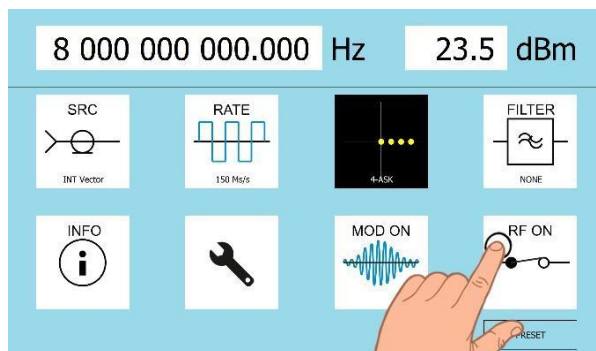 8 000 000 000.000 Hz 23.5 dBm
SRC RATE FILTER
INT Vector 150 Ms/s 4-ASK NONE
INFO MOD ON RF ON
PRESET